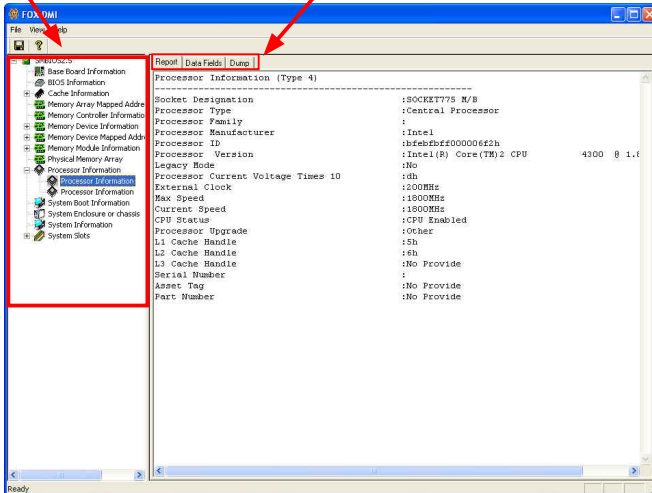 FOX DMI
File View Help
SMBIOS2.5
Base Board Information
BIOS Information
Cache Information
Memory Array Mapped Addre
Memory Controller Informatio
Memory Device Information
Memory Device Mapped Addr
Memory Module Information
Physical Memory Array
Processor Information
Processor Information
Processor Information
System Boot Information
System Enclosure or chassis
System Information
System Slots
Report Data Fields Dump
Processor Information (Type 4)
----------------------------------------------------------------
Socket Designation :SOCKET775 M/B
Processor Type :Central Processor
Processor Family :
Processor Manufacturer :Intel
Processor ID :bfebfbff000006f2h
Processor Version :Intel(R) Core(TM)2 CPU 4300 @ 1.8
Legacy Mode :No
Processor Current Voltage Times 10 :dh
External Clock :200MHz
Max Speed :1800MHz
Current Speed :1800MHz
CPU Status :CPU Enabled
Processor Upgrade :Other
L1 Cache Handle :5h
L2 Cache Handle :6h
L3 Cache Handle :No Provide
Serial Number :
Asset Tag :No Provide
Part Number :No Provide
Ready